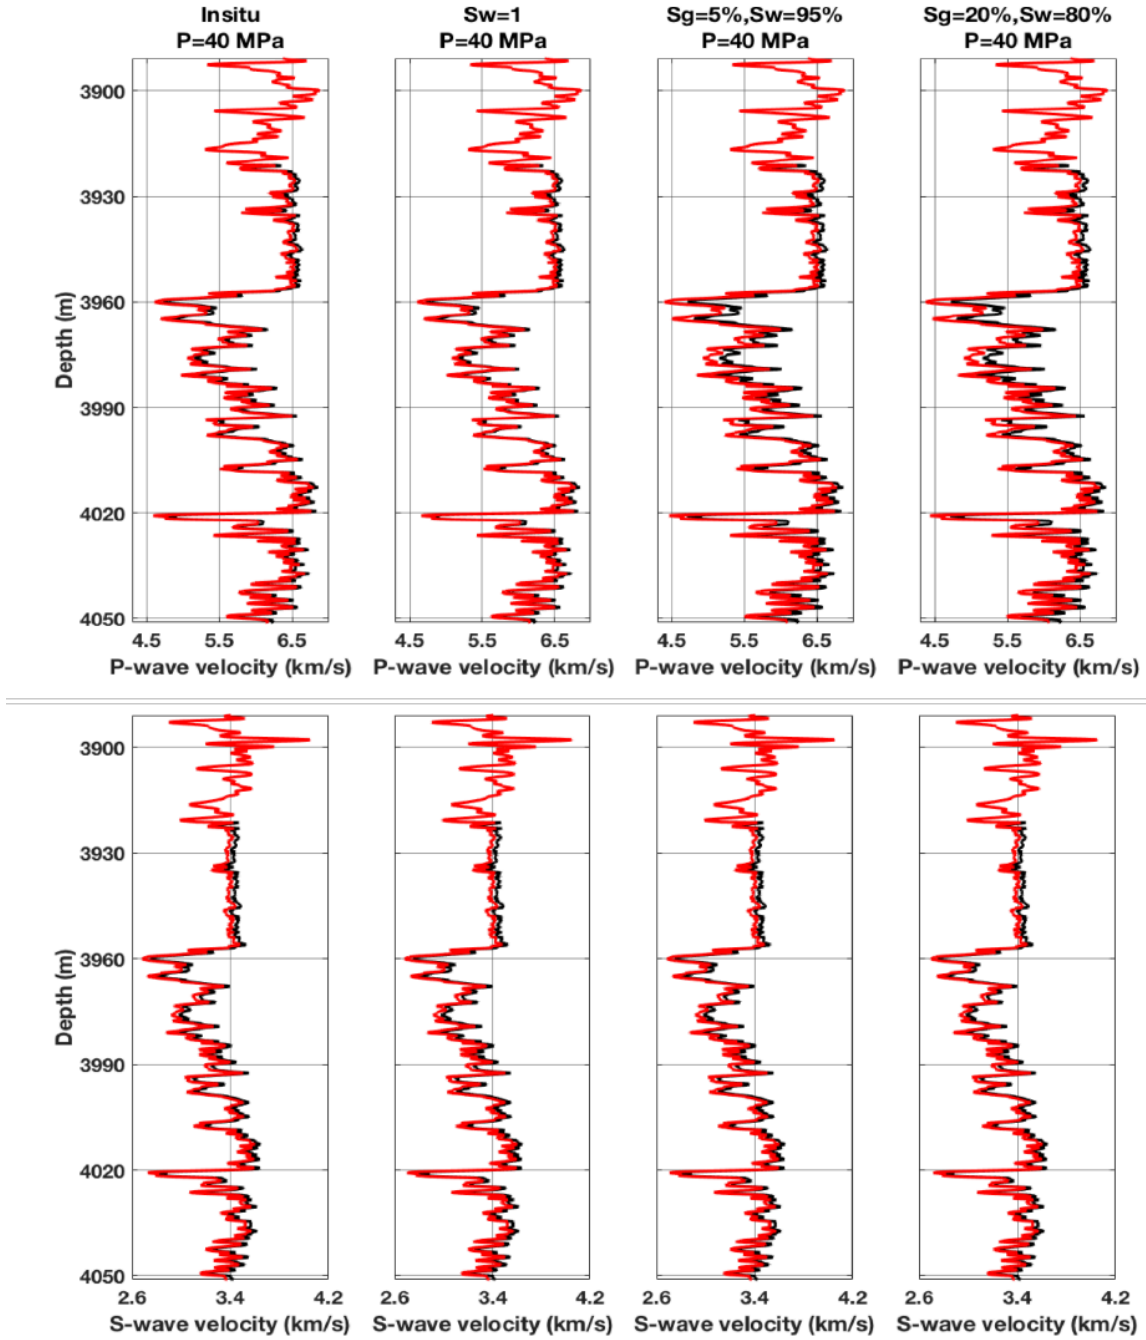 Insitu
P=40 MPa
Sw=1
P=40 MPa
Sg=5%,Sw=95%
P=40 MPa
Sg=20%,Sw=80%
P=40 MPa
Depth (m)
3900
3930
3960
3990
4020
4050
4.5 5.5 6.5
4.5 5.5 6.5
4.5 5.5 6.5
4.5 5.5 6.5
P-wave velocity (km/s)
P-wave velocity (km/s)
P-wave velocity (km/s)
P-wave velocity (km/s)
Depth (m)
3900
3930
3960
3990
4020
4050
2.6 3.4 4.2
2.6 3.4 4.2
2.6 3.4 4.2
2.6 3.4 4.2
S-wave velocity (km/s)
S-wave velocity (km/s)
S-wave velocity (km/s)
S-wave velocity (km/s)